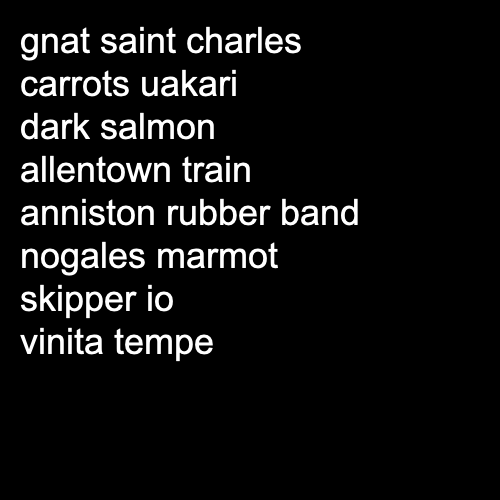 gnat saint charles
carrots uakari
dark salmon
allentown train
anniston rubber band
nogales marmot
skipper io
vinita tempe